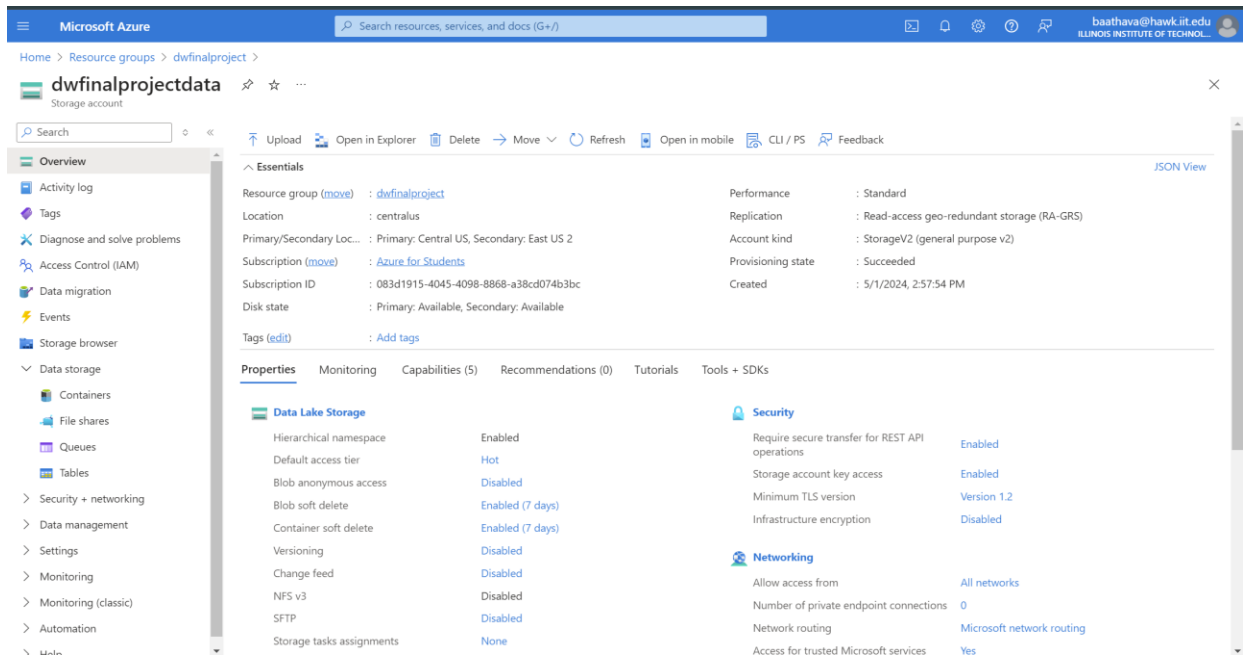 Microsoft Azure
Search resources, services, and docs (G+/)
baathava@hawk.iit.edu
ILLINOIS INSTITUTE OF TECHNOL...
Home > Resource groups > dwfinalproject >
dwfinalprojectdata
Storage account
Search
Overview
Activity log
Tags
Diagnose and solve problems
Access Control (IAM)
Data migration
Events
Storage browser
Data storage
Containers
File shares
Queues
Tables
Security + networking
Data management
Settings
Monitoring
Monitoring (classic)
Automation
Help
Upload Open in Explorer Delete Move Refresh Open in mobile CLI / PS Feedback
Essentials JSON View
Resource group (move) : dwfinalproject
Location : centralus
Primary/Secondary Loc... : Primary: Central US, Secondary: East US 2
Subscription (move) : Azure for Students
Subscription ID : 083d1915-4045-4098-8868-a38cd074b3bc
Disk state : Primary: Available, Secondary: Available
Tags (edit) : Add tags
Performance : Standard
Replication : Read-access geo-redundant storage (RA-GRS)
Account kind : StorageV2 (general purpose v2)
Provisioning state : Succeeded
Created : 5/1/2024, 2:57:54 PM
Properties Monitoring Capabilities (5) Recommendations (0) Tutorials Tools + SDKs
Data Lake Storage
Hierarchical namespace Enabled
Default access tier Hot
Blob anonymous access Disabled
Blob soft delete Enabled (7 days)
Container soft delete Enabled (7 days)
Versioning Disabled
Change feed Disabled
NFS v3 Disabled
SFTP Disabled
Storage tasks assignments None
Security
Require secure transfer for REST API
operations Enabled
Storage account key access Enabled
Minimum TLS version Version 1.2
Infrastructure encryption Disabled
Networking
Allow access from All networks
Number of private endpoint connections 0
Network routing Microsoft network routing
Access for trusted Microsoft services Yes